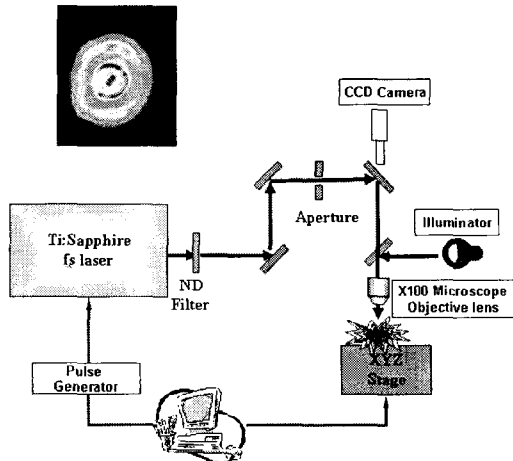 CCD Camera
Aperture
Illuminator
Ti:Sapphire
fs laser
ND
Filter
X100 Microscope
Objective lens
XYZ
Stage
Pulse
Generator